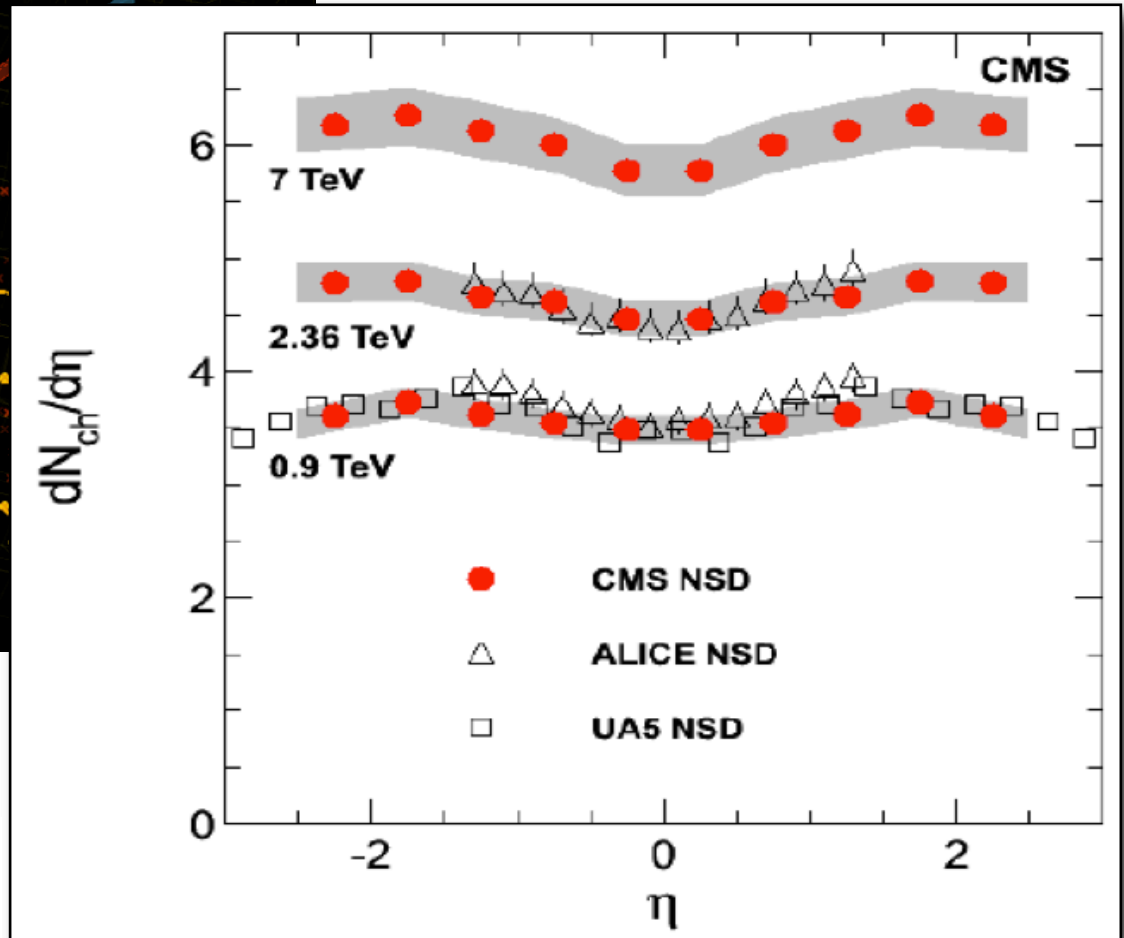 CMS
6
7 TeV
2.36 TeV
4
0.9 TeV
dN_ch/dη
CMS NSD
2
ALICE NSD
UA5 NSD
0
-2 0 2
η